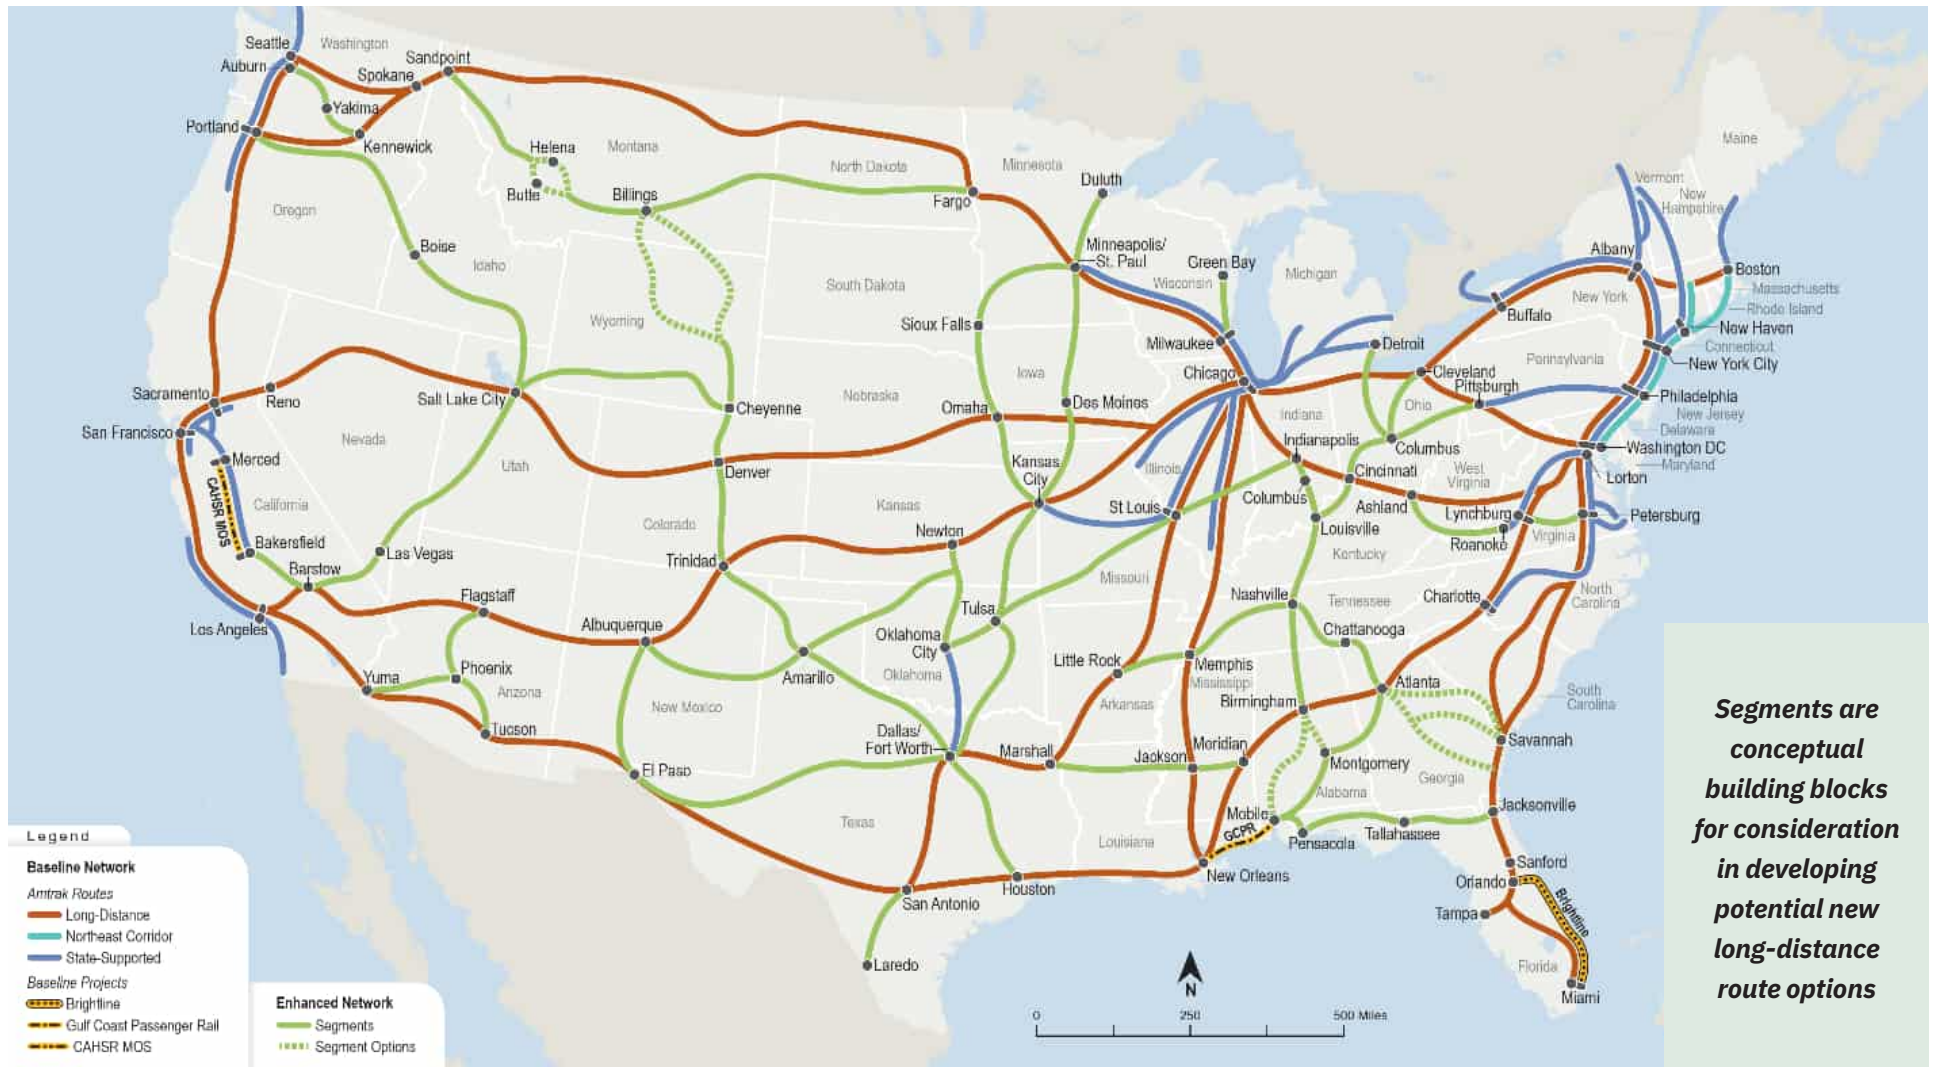 Seattle
Washington
Auburn
Spokane
Sandpoint
Yakima
Portland
Kennewick
Helena
Montana
Butte
Billings
North Dakota
Fargo
Minnesota
Duluth
Maine
Vermont
New
Hampshire
Oregon
Boise
Idaho
Wyoming
South Dakota
Minneapolis/
St. Paul
Wisconsin
Green Bay
Michigan
Albany
Boston
Massachusetts
Rhode Island
New York
Buffalo
New Haven
Connecticut
New York City
Sioux Falls
Milwaukee
Detroit
Pennsylvania
Chicago
Cleveland
Pittsburgh
Philadelphia
New Jersey
Delaware
Washington DC
Maryland
Lorton
Sacramento
Reno
Salt Lake City
Cheyenne
Nebraska
Iowa
Omaha
Des Moines
Indiana
Ohio
San Francisco
Nevada
Utah
Merced
California
CAHSR MOS
Denver
Kansas
City
Illinois
Indianapolis
Columbus
Cincinnati
West
Virginia
Columbus
Ashland
Lynchburg
Petersburg
Colorado
Kansas
St Louis
Louisville
Roanoke
Virginia
Bakersfield
Las Vegas
Newton
Kentucky
Barstow
Trinidad
Missouri
Flagstaff
Nashville
Tennessee
Charlotte
North
Carolina
Los Angeles
Albuquerque
Tulsa
Chattanooga
Oklahoma
City
Oklahoma
Little Rock
Memphis
Mississippi
Atlanta
Yuma
Phoenix
Arizona
Amarillo
Arkansas
Birmingham
South
Carolina
New Mexico
Tucson
Dallas/
Fort Worth
Marshall
Jackson
Meridian
Savannah
El Paso
Montgomery
Georgia
Alabama
Texas
Louisiana
Mobile
GCPR
Pensacola
Tallahassee
Jacksonville
New Orleans
Houston
San Antonio
Laredo
Sanford
Orlando
Tampa
Brightline
Florida
Miami
Segments are
conceptual
building blocks
for consideration
in developing
potential new
long-distance
route options
Legend
Baseline Network
Amtrak Routes
Long-Distance
Northeast Corridor
State-Supported
Baseline Projects
Brightline
Gulf Coast Passenger Rail
CAHSR MOS
Enhanced Network
Segments
Segment Options
N
0 250 500 Miles